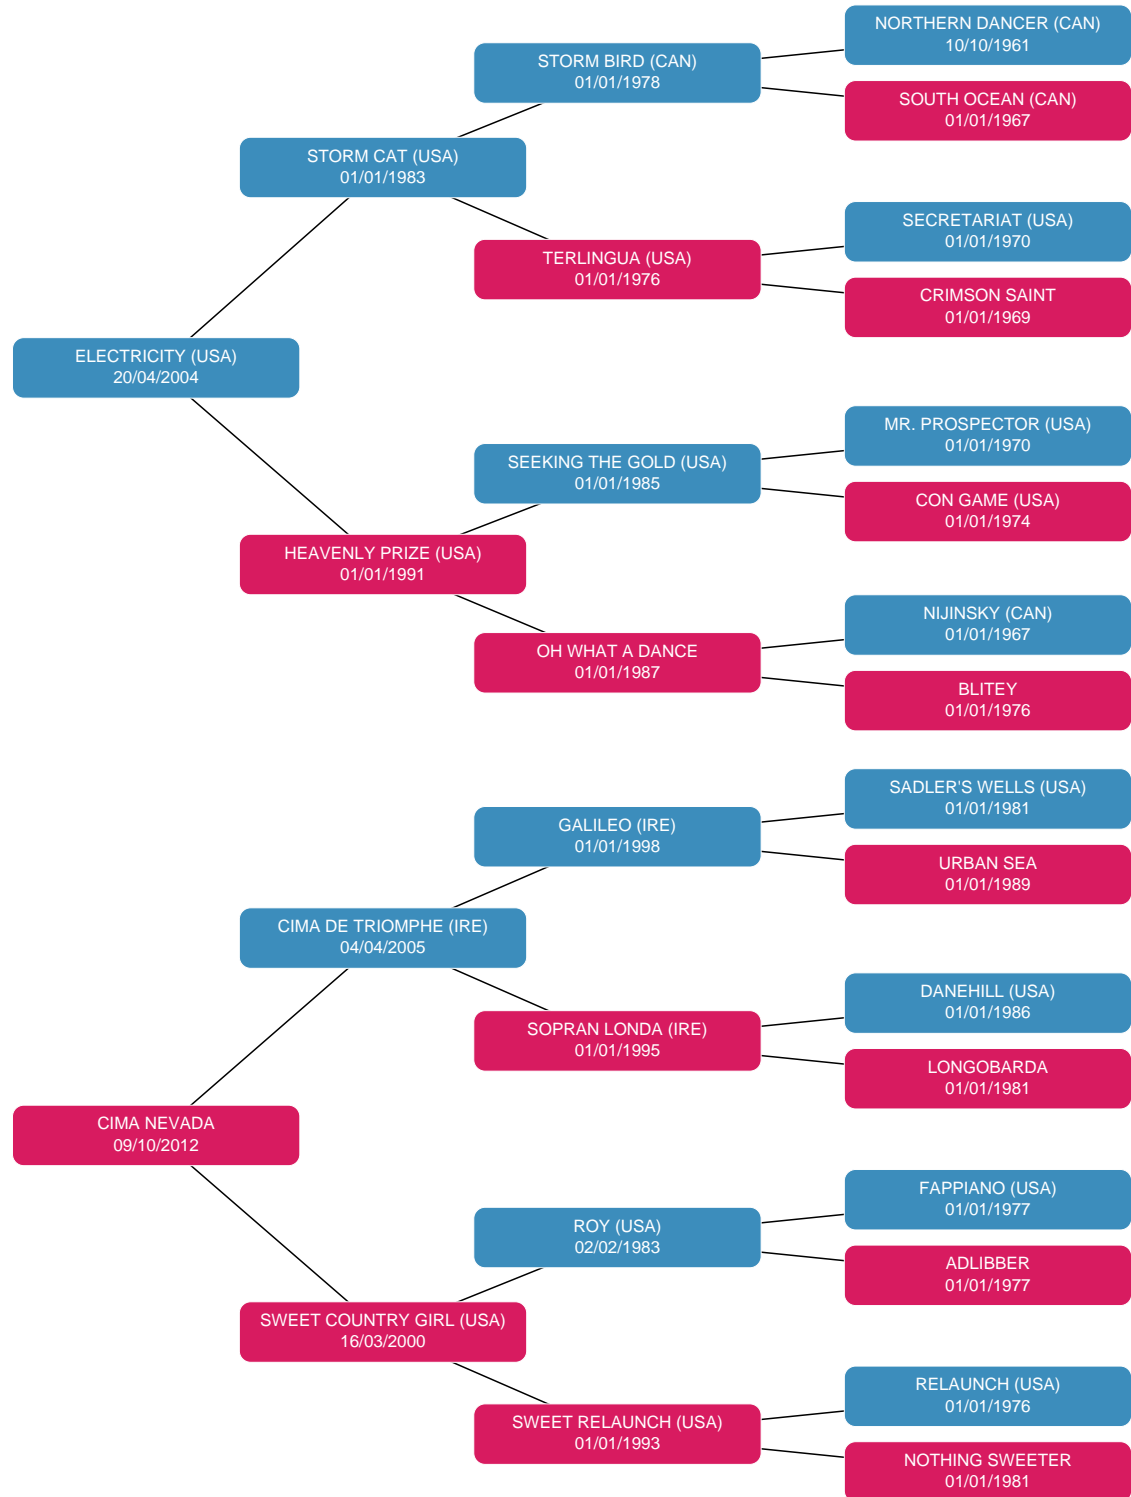 NORTHERN DANCER (CAN)
10/10/1961
STORM BIRD (CAN)
01/01/1978
SOUTH OCEAN (CAN)
01/01/1967
STORM CAT (USA)
01/01/1983
SECRETARIAT (USA)
01/01/1970
TERLINGUA (USA)
01/01/1976
CRIMSON SAINT
01/01/1969
ELECTRICITY (USA)
20/04/2004
MR. PROSPECTOR (USA)
01/01/1970
SEEKING THE GOLD (USA)
01/01/1985
CON GAME (USA)
01/01/1974
HEAVENLY PRIZE (USA)
01/01/1991
NIJINSKY (CAN)
01/01/1967
OH WHAT A DANCE
01/01/1987
BLITEY
01/01/1976
SADLER'S WELLS (USA)
01/01/1981
GALILEO (IRE)
01/01/1998
URBAN SEA
01/01/1989
CIMA DE TRIOMPHE (IRE)
04/04/2005
DANEHILL (USA)
01/01/1986
SOPRAN LONDA (IRE)
01/01/1995
LONGOBARDA
01/01/1981
CIMA NEVADA
09/10/2012
FAPPIANO (USA)
01/01/1977
ROY (USA)
02/02/1983
ADLIBBER
01/01/1977
SWEET COUNTRY GIRL (USA)
16/03/2000
RELAUNCH (USA)
01/01/1976
SWEET RELAUNCH (USA)
01/01/1993
NOTHING SWEETER
01/01/1981